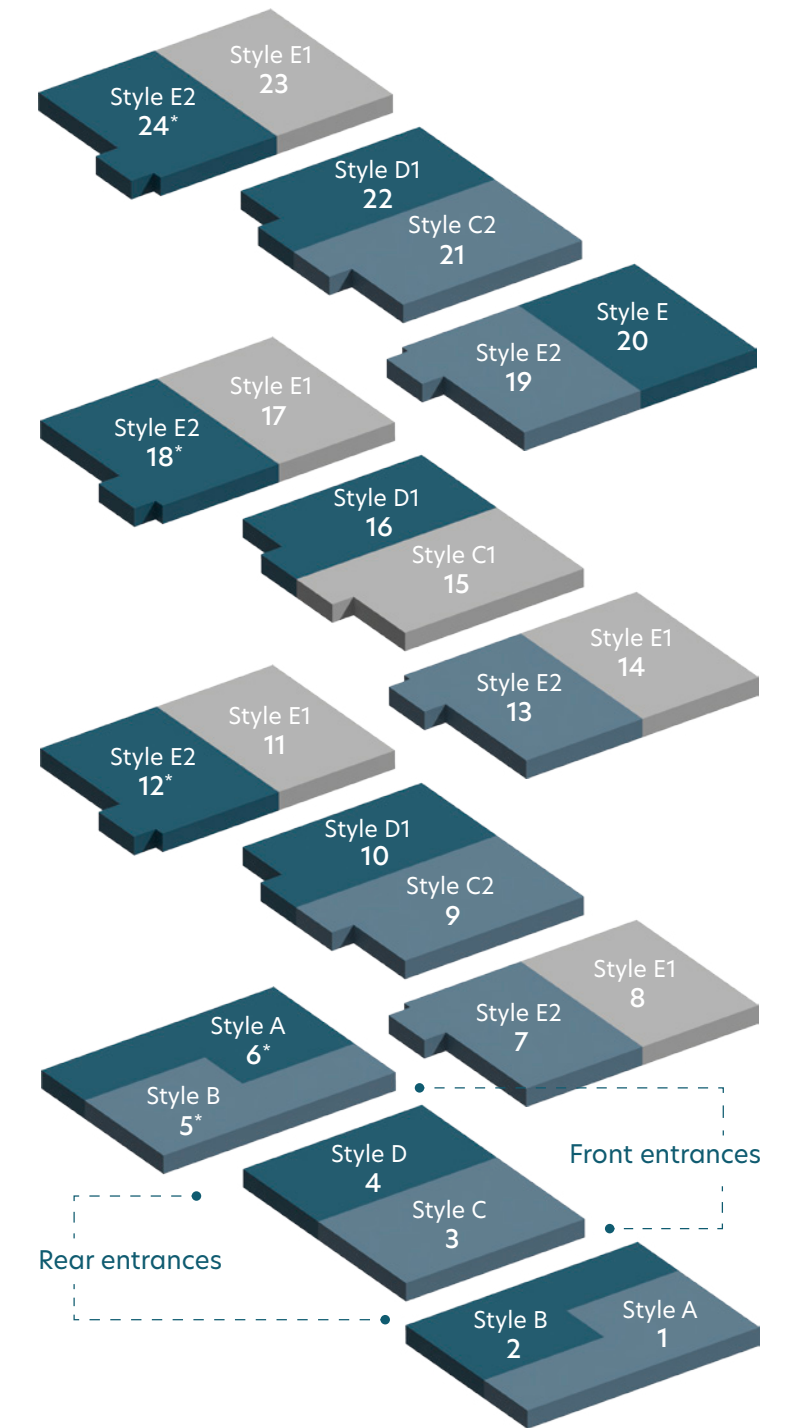 Style E1
23
Style E2
24*
Style D1
22
Style C2
21
Style E
20
Style E2
19
Style E1
17
Style E2
18*
Style D1
16
Style C1
15
Style E1
14
Style E2
13
Style E1
11
Style E2
12*
Style D1
10
Style C2
9
Style E1
8
Style E2
7
Style A
6*
Style B
5*
Style D
4
Front entrances
Style C
3
Rear entrances
Style A
1
Style B
2